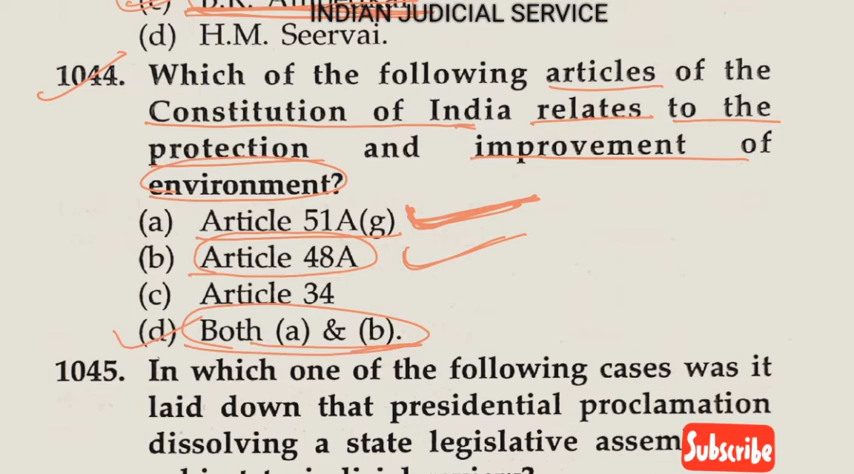 INDIAN JUDICIAL SERVICE
(d) H.M. Seervai.
1044. Which of the following articles of the
Constitution of India relates to the
protection and improvement of
environment?
(a) Article 51A(g)
(b) Article 48A
(c) Article 34
(d) Both (a) & (b).
1045. In which one of the following cases was it
laid down that presidential proclamation
dissolving a state legislative assem
Subscribe